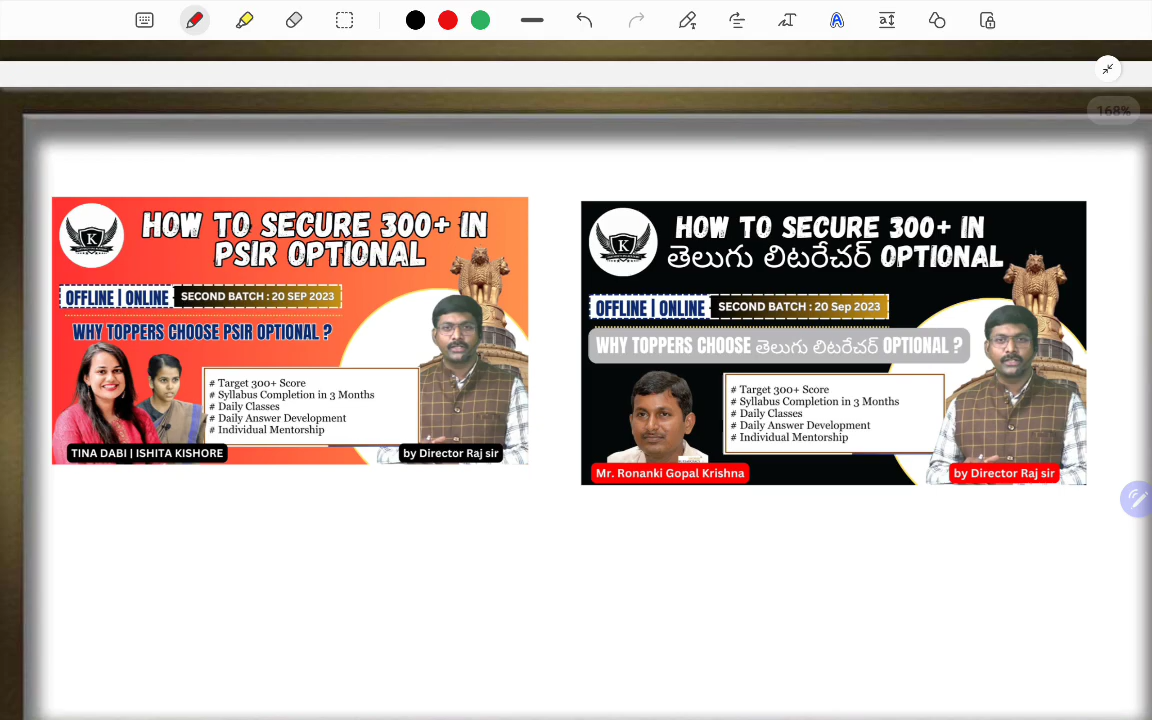 168%
HOW TO SECURE 300+ IN
PSIR OPTIONAL
K
OFFLINE | ONLINE
SECOND BATCH : 20 SEP 2023
WHY TOPPERS CHOOSE PSIR OPTIONAL ?
# Target 300+ Score
# Syllabus Completion in 3 Months
# Daily Classes
# Daily Answer Development
# Individual Mentorship
TINA DABI | ISHITA KISHORE
by Director Raj sir
HOW TO SECURE 300+ IN
తెలుగు లిటరేచర్ OPTIONAL
K
OFFLINE | ONLINE
SECOND BATCH : 20 Sep 2023
WHY TOPPERS CHOOSE తెలుగు లిటరేచర్ OPTIONAL ?
# Target 300+ Score
# Syllabus Completion in 3 Months
# Daily Classes
# Daily Answer Development
# Individual Mentorship
Mr. Ronanki Gopal Krishna
by Director Raj sir